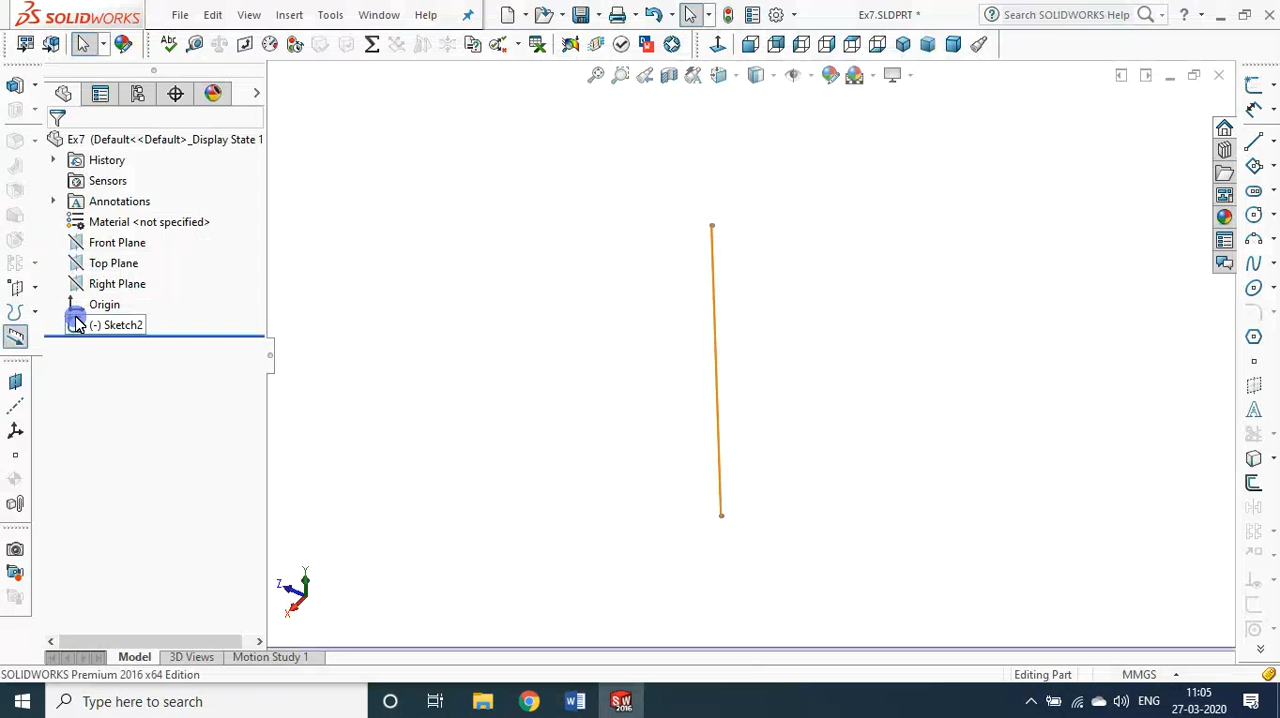 SOLIDWORKS File Edit View Insert Tools Window Help Ex7.SLDPRT * Search SOLIDWORKS Help ?
Abc
Ex7 (Default<<Default>_Display State 1
History
Sensors
A Annotations
Material <not specified>
Front Plane
Top Plane
Right Plane
Origin
(-) Sketch2
Y
Z
X
Model 3D Views Motion Study 1
SOLIDWORKS Premium 2016 x64 Edition Editing Part MMGS
Type here to search ENG 11:05
27-03-2020